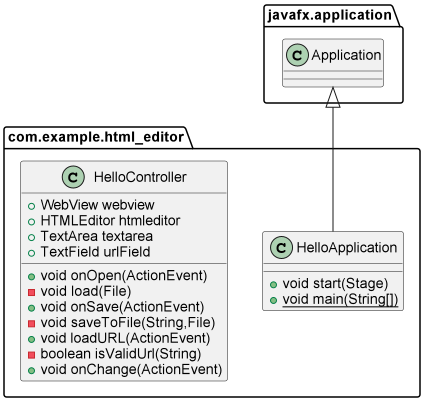 javafx.application
C Application
com.example.html_editor
C HelloController
WebView webview
HTMLEditor htmleditor
TextArea textarea
TextField urlField
void onOpen(ActionEvent)
void load(File)
void onSave(ActionEvent)
void saveToFile(String,File)
void loadURL(ActionEvent)
boolean isValidUrl(String)
void onChange(ActionEvent)
C HelloApplication
void start(Stage)
void main(String[])